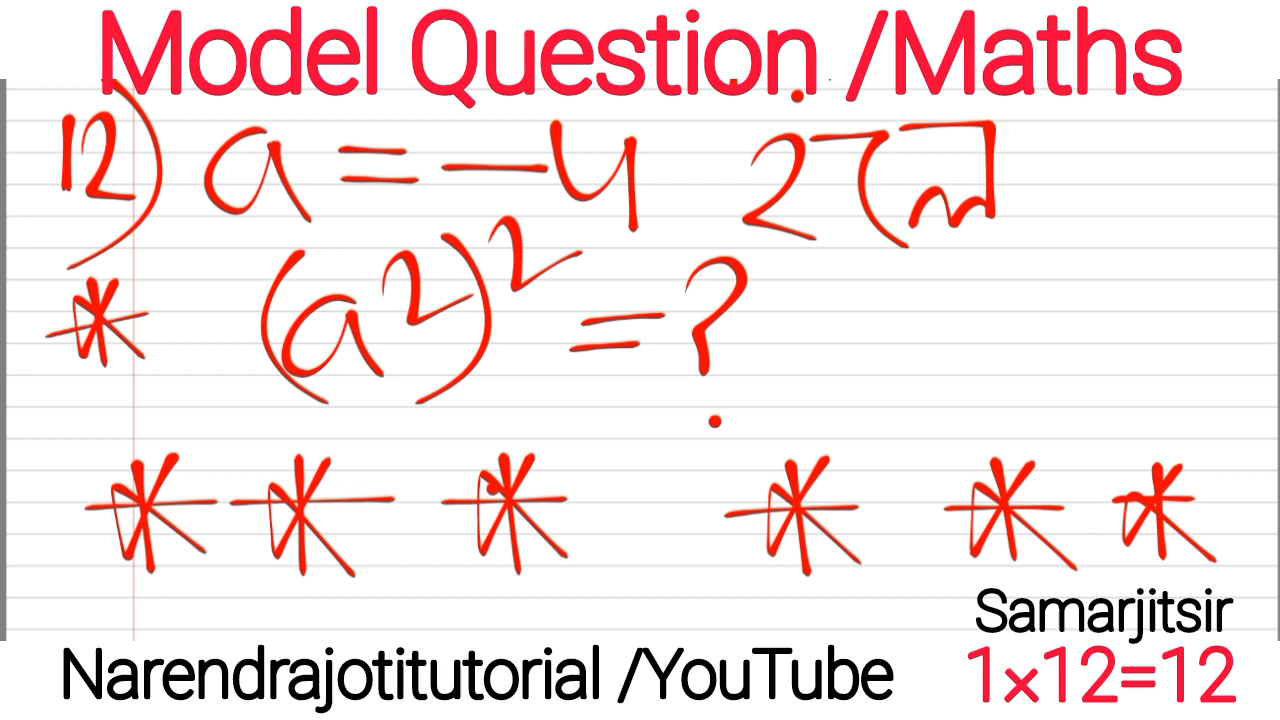 Model Question /Maths
12) a = -4 হলে
* (a²)² = ?
* * * * * *
Samarjitsir
Narendrajotitutorial /YouTube
1×12=12